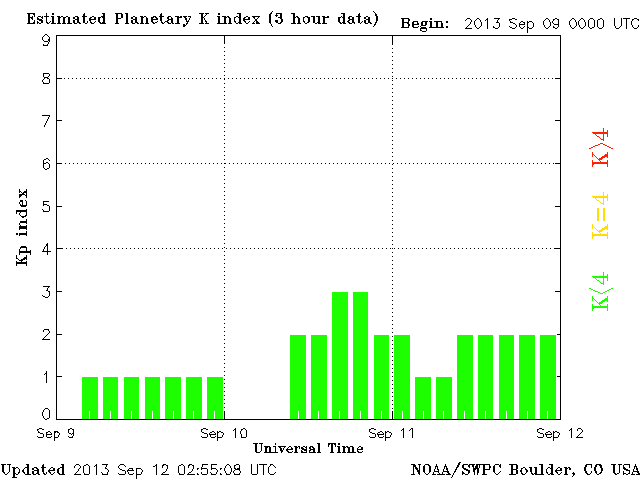 Estimated Planetary K index (3 hour data) Begin: 2013 Sep 09 0000 UTC
9
8
7
6
5
4
3
2
1
0
Kp index
K>4
K=4
K<4
Sep 9 Sep 10 Sep 11 Sep 12
Universal Time
Updated 2013 Sep 12 02:55:08 UTC NOAA/SWPC Boulder, CO USA